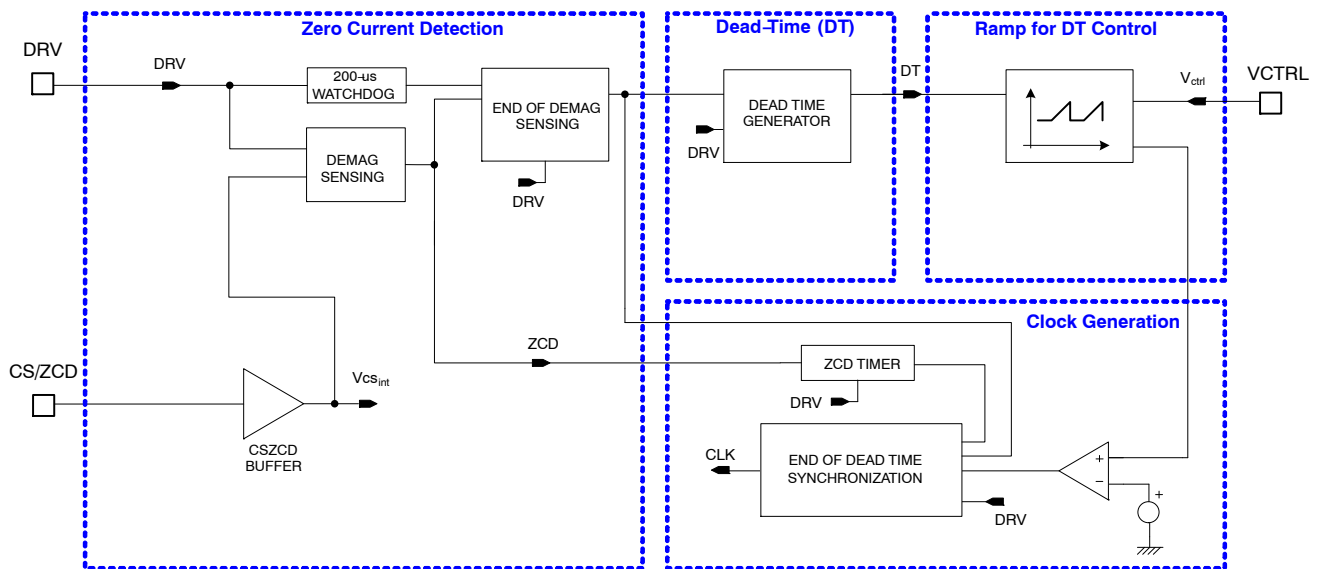 Zero Current Detection
Dead-Time (DT)
Ramp for DT Control
DRV
DRV
200-us
WATCHDOG
END OF DEMAG
SENSING
DRV
DEMAG
SENSING
DEAD TIME
GENERATOR
DRV
DT
Vctrl
VCTRL
Clock Generation
CS/ZCD
CSZCD
BUFFER
Vcsint
ZCD
ZCD TIMER
DRV
CLK
END OF DEAD TIME
SYNCHRONIZATION
DRV
+
−
+